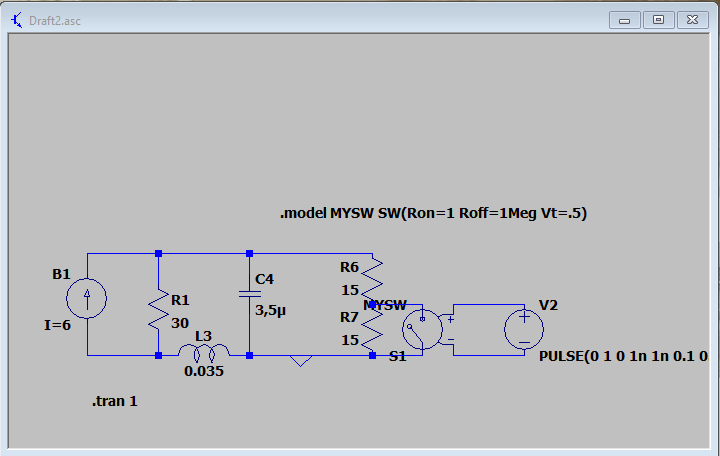 Draft2.asc
.model MYSW SW(Ron=1 Roff=1Meg Vt=.5)
B1
I=6
R1
30
L3
0.035
C4
3,5µ
R6
15
MYSW
R7
15
S1
+
−
V2
+
−
PULSE(0 1 0 1n 1n 0.1 0
.tran 1